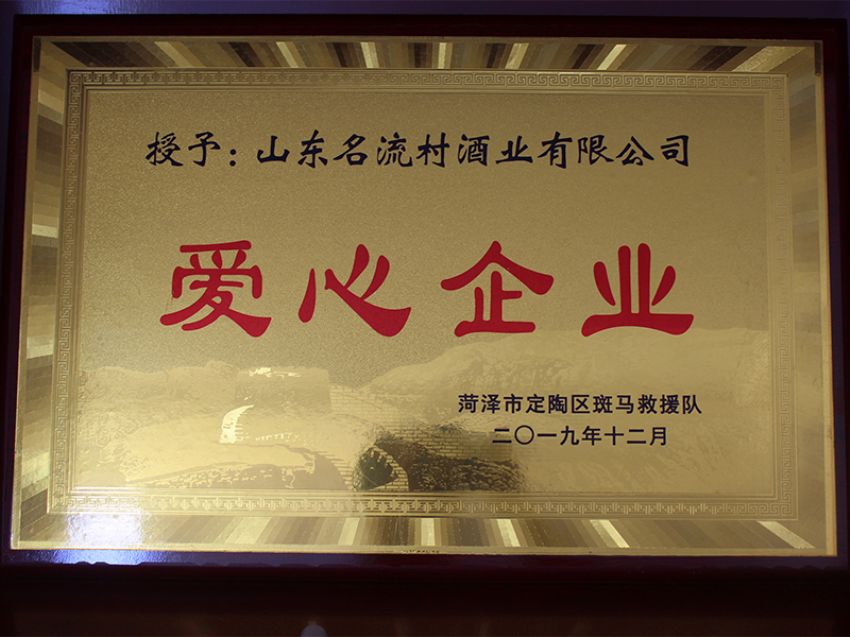 授予：山东名流村酒业有限公司
爱心企业
菏泽市定陶区斑马救援队
二〇一九年十二月